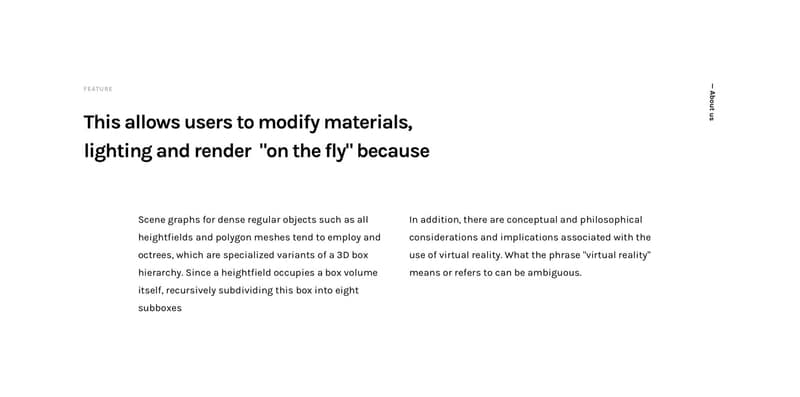 FEATURE
— About us
This allows users to modify materials,
lighting and render "on the fly" because
Scene graphs for dense regular objects such as all
heightfields and polygon meshes tend to employ and
octrees, which are specialized variants of a 3D box
hierarchy. Since a heightfield occupies a box volume
itself, recursively subdividing this box into eight
subboxes
In addition, there are conceptual and philosophical
considerations and implications associated with the
use of virtual reality. What the phrase "virtual reality"
means or refers to can be ambiguous.